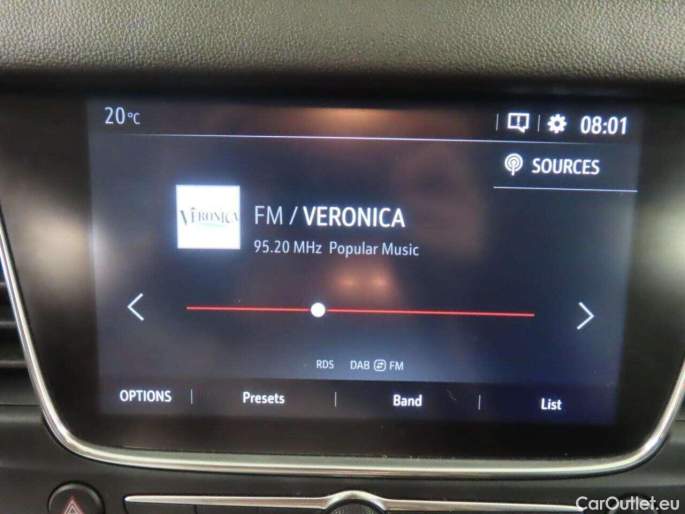 20°C
08:01
SOURCES
VERONICA
FM / VERONICA
95.20 MHz Popular Music
RDS DAB FM
OPTIONS Presets Band List
CarOutlet.eu